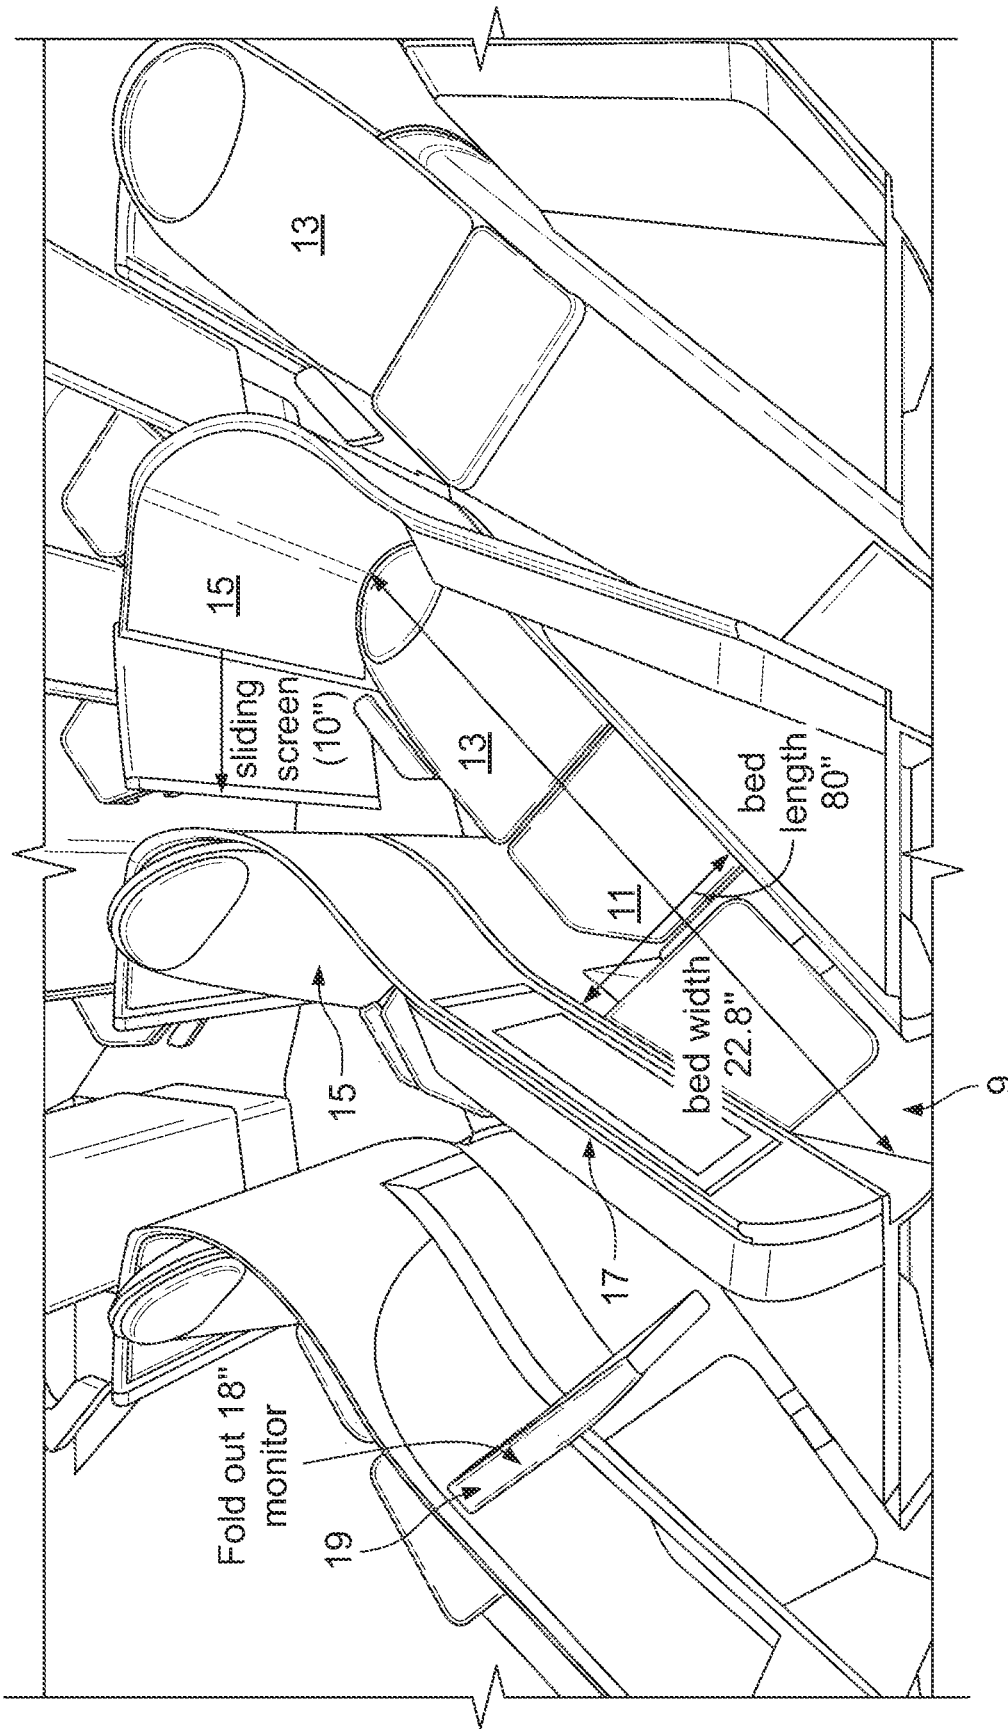 Fold out 18"
monitor
19
17
15
sliding
screen
(10")
15
13
13
11
bed width
22.8"
bed
length
80"
9